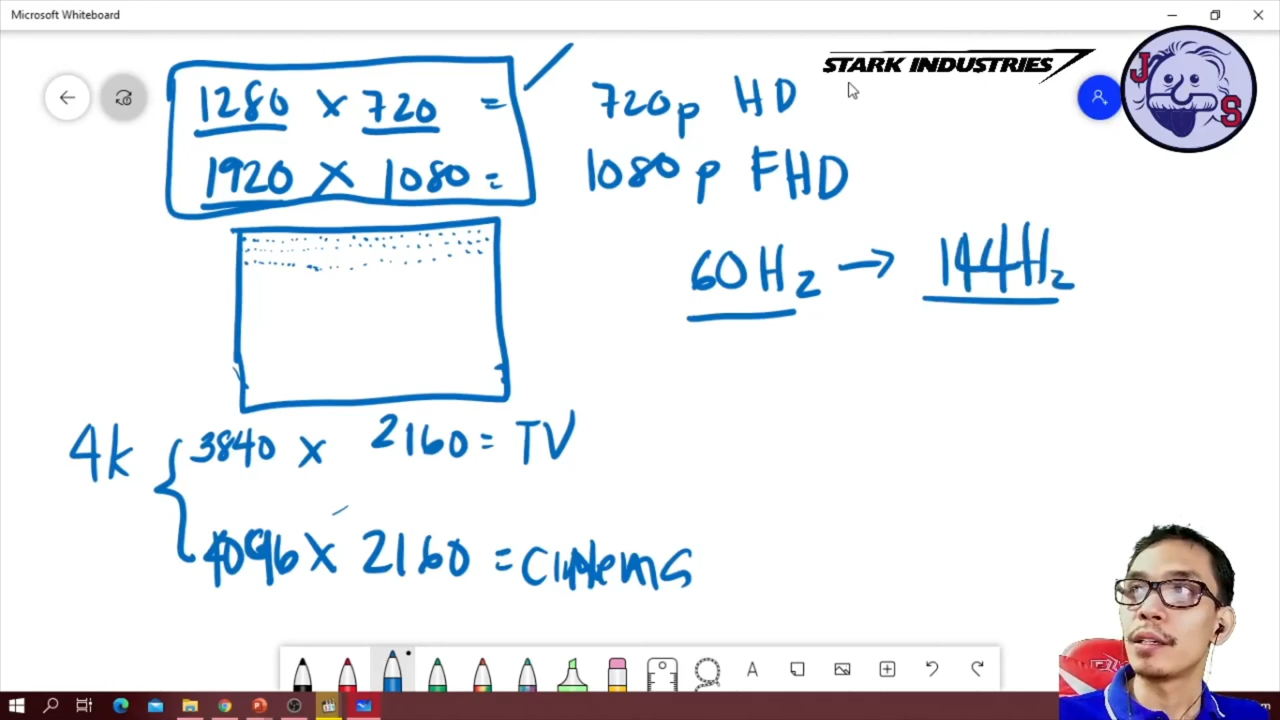 Microsoft Whiteboard
STARK INDUSTRIES
J S
1280 X 720 = 720p HD
1920 X 1080 = 1080p FHD
60Hz → 144Hz
4k
3840 X 2160 = TV
4096 X 2160 = Cinema
A